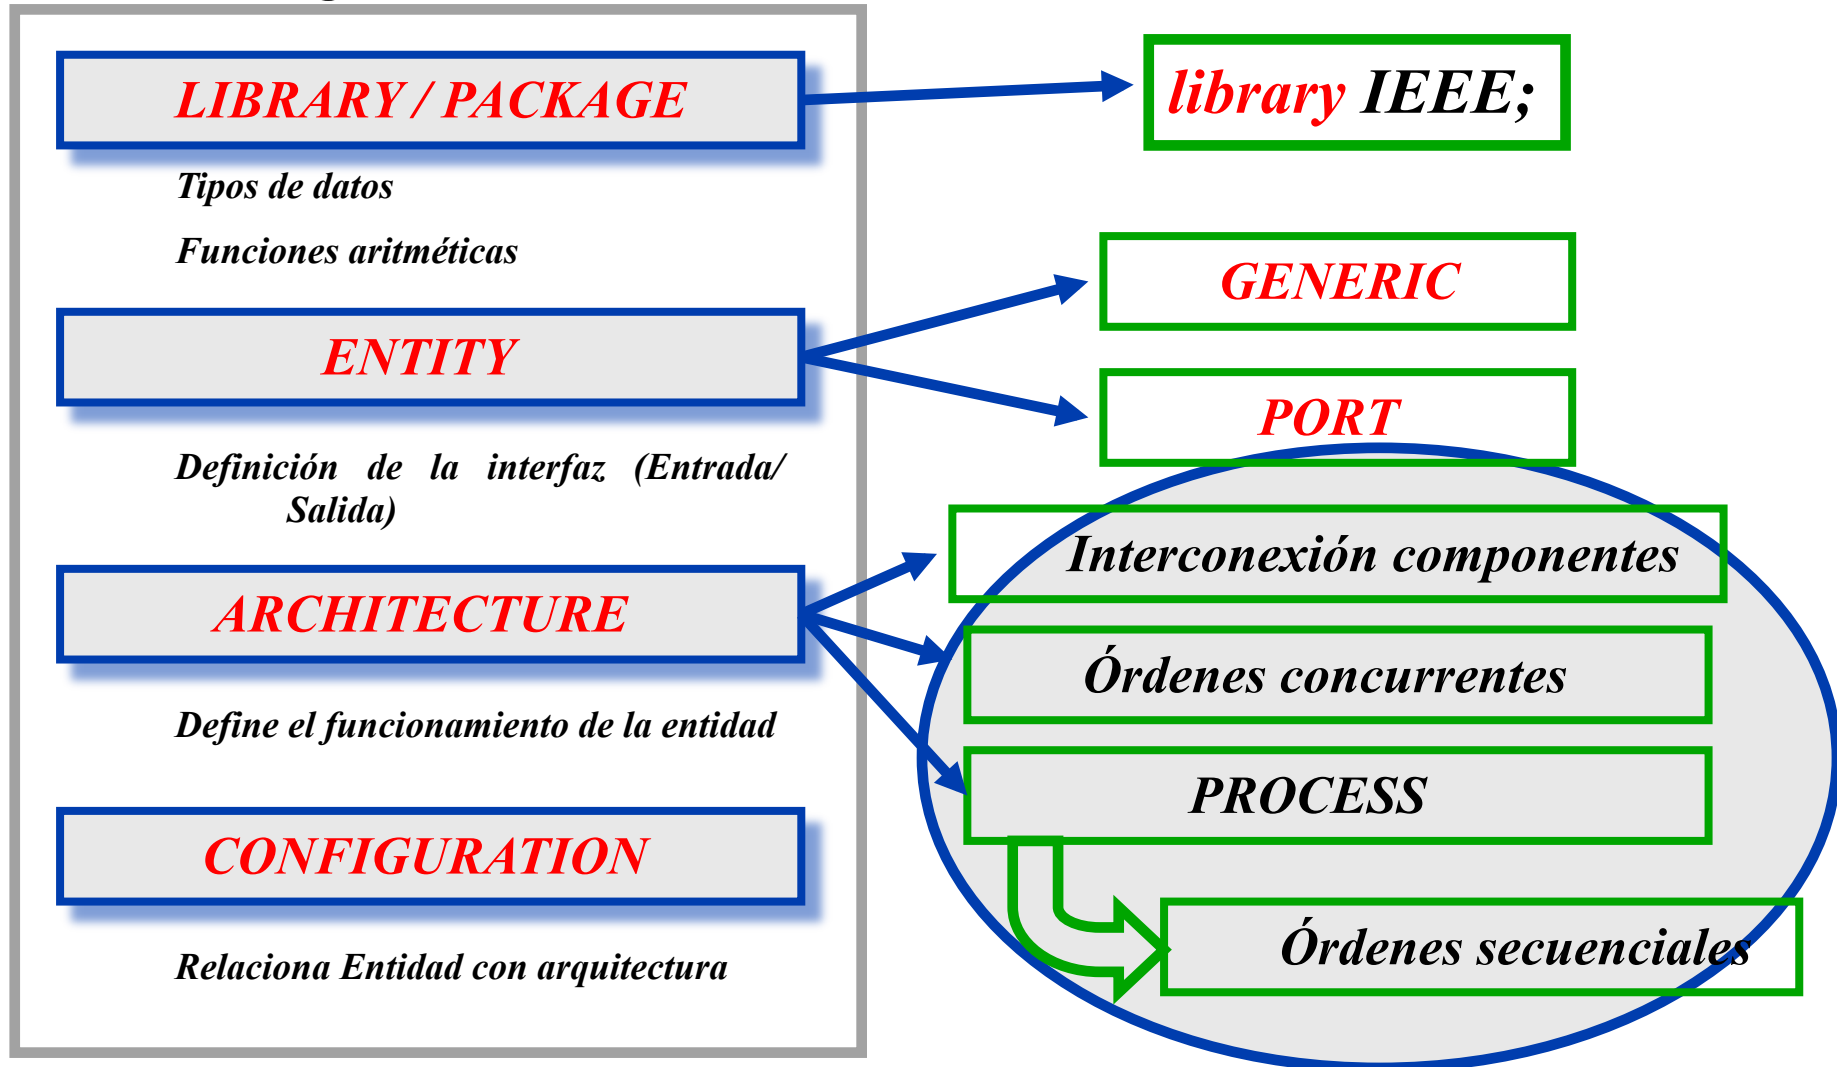 LIBRARY / PACKAGE
Tipos de datos
Funciones aritméticas
ENTITY
Definición de la interfaz (Entrada/
Salida)
ARCHITECTURE
Define el funcionamiento de la entidad
CONFIGURATION
Relaciona Entidad con arquitectura
library IEEE;
GENERIC
PORT
Interconexión componentes
Órdenes concurrentes
PROCESS
Órdenes secuenciales